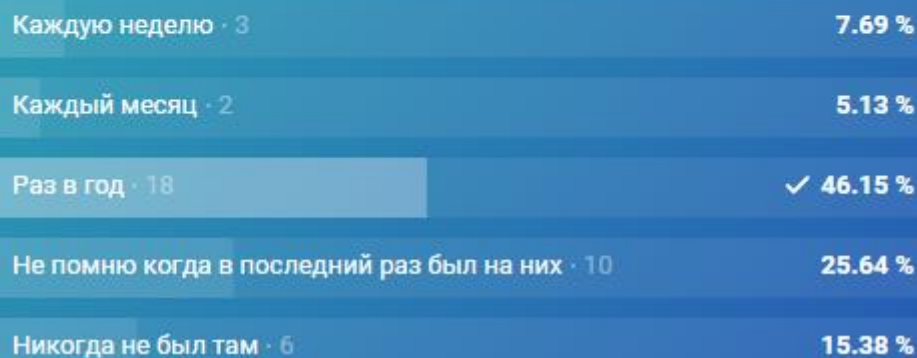 Каждую неделю · 3 7.69 %
Каждый месяц · 2 5.13 %
Раз в год · 18 46.15 %
Не помню когда в последний раз был на них · 10 25.64 %
Никогда не был там · 6 15.38 %